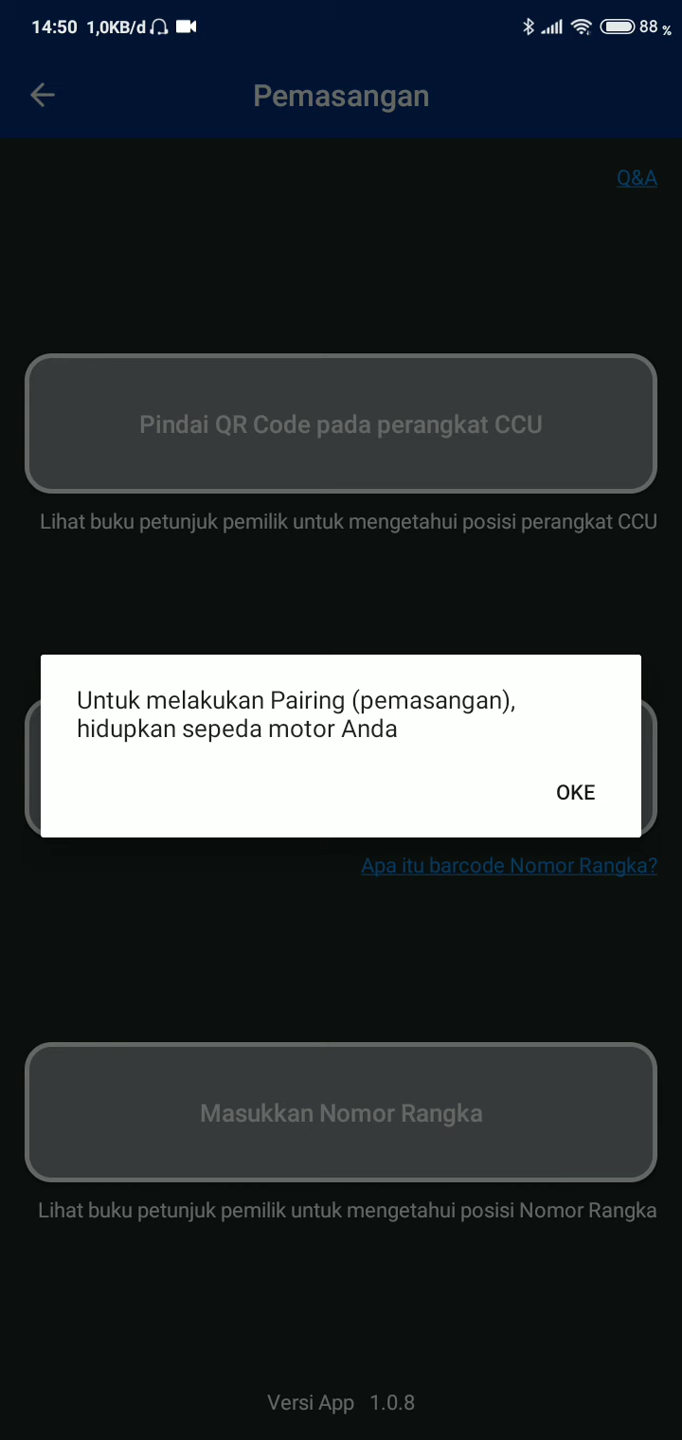 14:50 1,0KB/d 88 %
Pemasangan
Q&A
Pindai QR Code pada perangkat CCU
Lihat buku petunjuk pemilik untuk mengetahui posisi perangkat CCU
Untuk melakukan Pairing (pemasangan),
hidupkan sepeda motor Anda
OKE
Apa itu barcode Nomor Rangka?
Masukkan Nomor Rangka
Lihat buku petunjuk pemilik untuk mengetahui posisi Nomor Rangka
Versi App 1.0.8